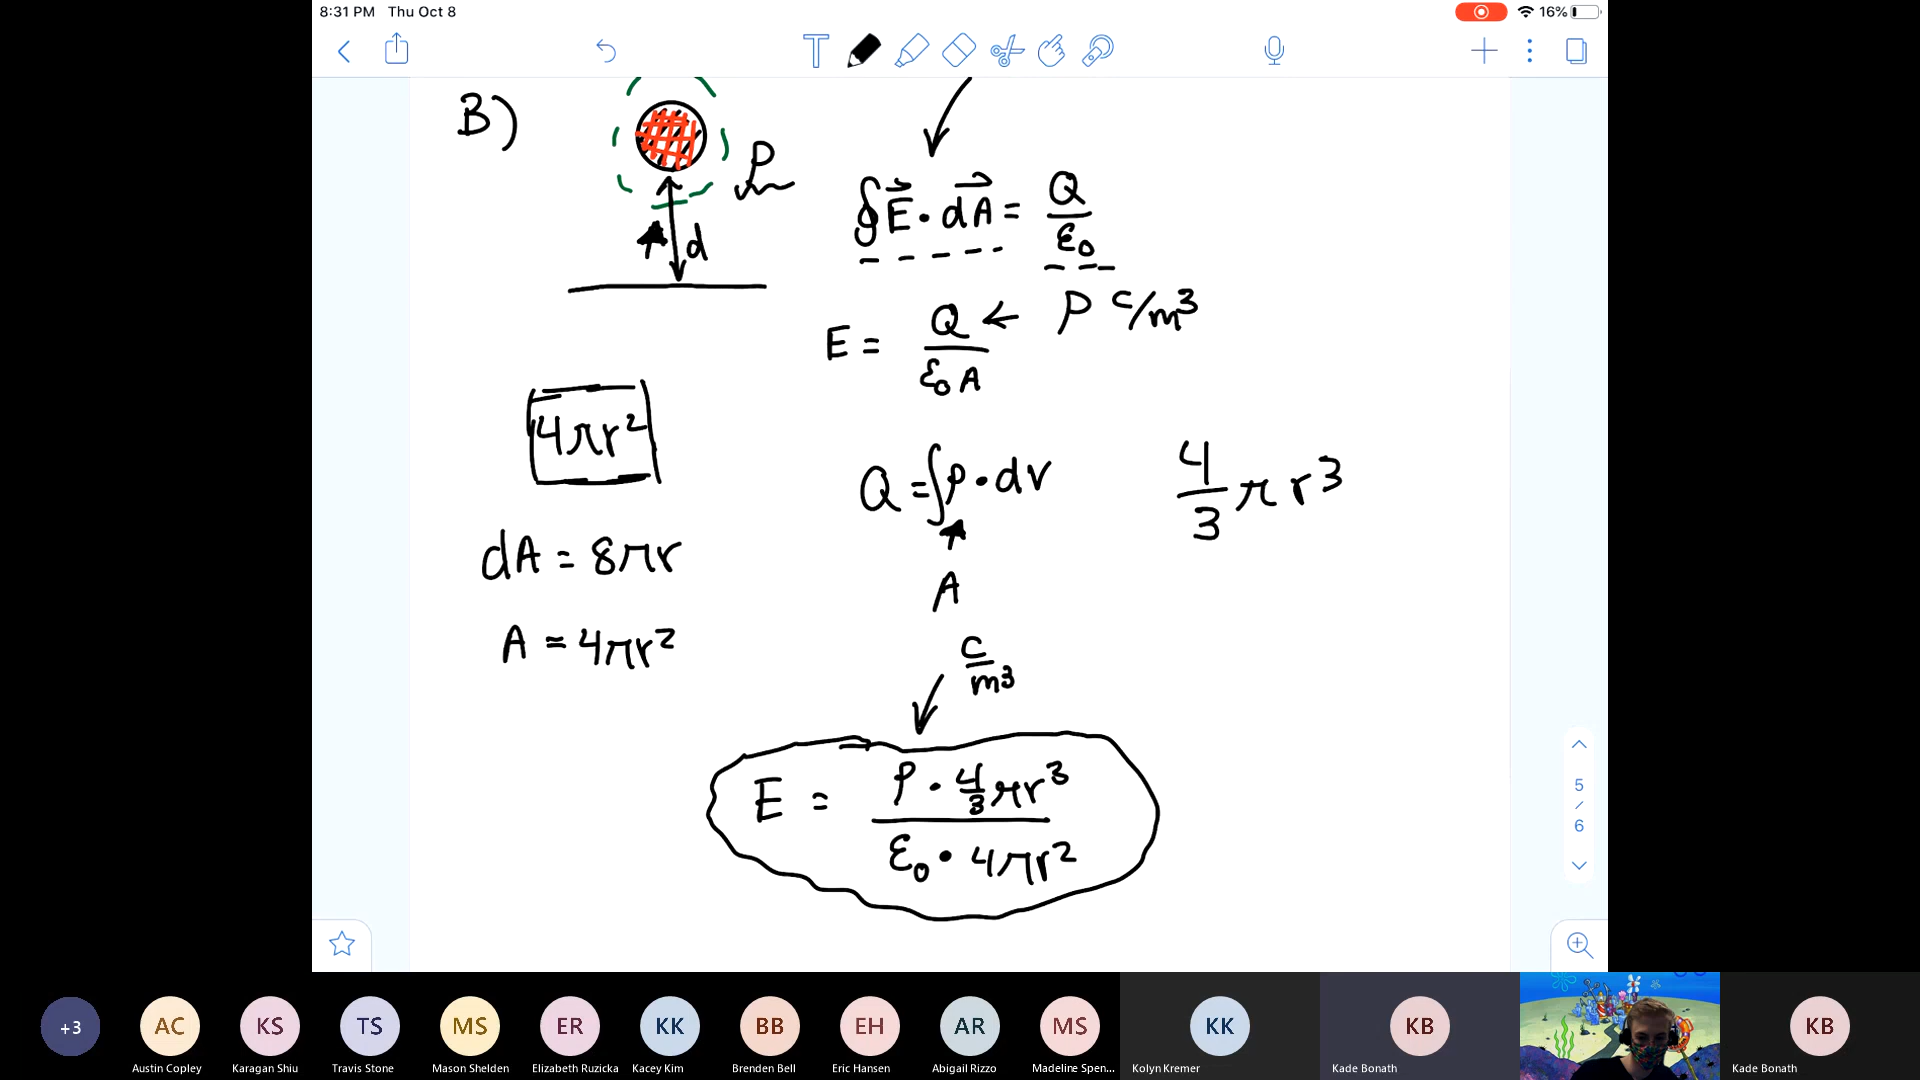 8:31 PM Thu Oct 8
16%
T
B)
ρ
d
∮E⃗ · dA⃗ = Q/ε₀
E = Q/ε₀A ← ρ C/m³
4πr²
Q = ∫ρ · dv
4/3 πr³
dA = 8πr
A
A = 4πr²
C/m³
E = ρ · 4/3 πr³ / ε₀ · 4πr²
5
/
6
+3
AC
KS
TS
MS
ER
KK
BB
EH
AR
MS
KK
KB
KB
Austin Copley
Karagan Shiu
Travis Stone
Mason Shelden
Elizabeth Ruzicka
Kacey Kim
Brenden Bell
Eric Hansen
Abigail Rizzo
Madeline Spen...
Kolyn Kremer
Kade Bonath
Kade Bonath